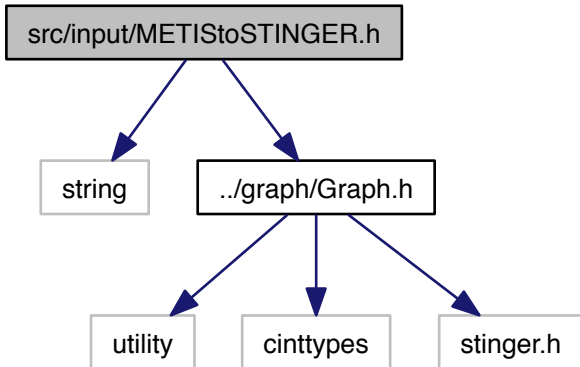 src/input/METIStoSTINGER.h
string
../graph/Graph.h
utility
cinttypes
stinger.h